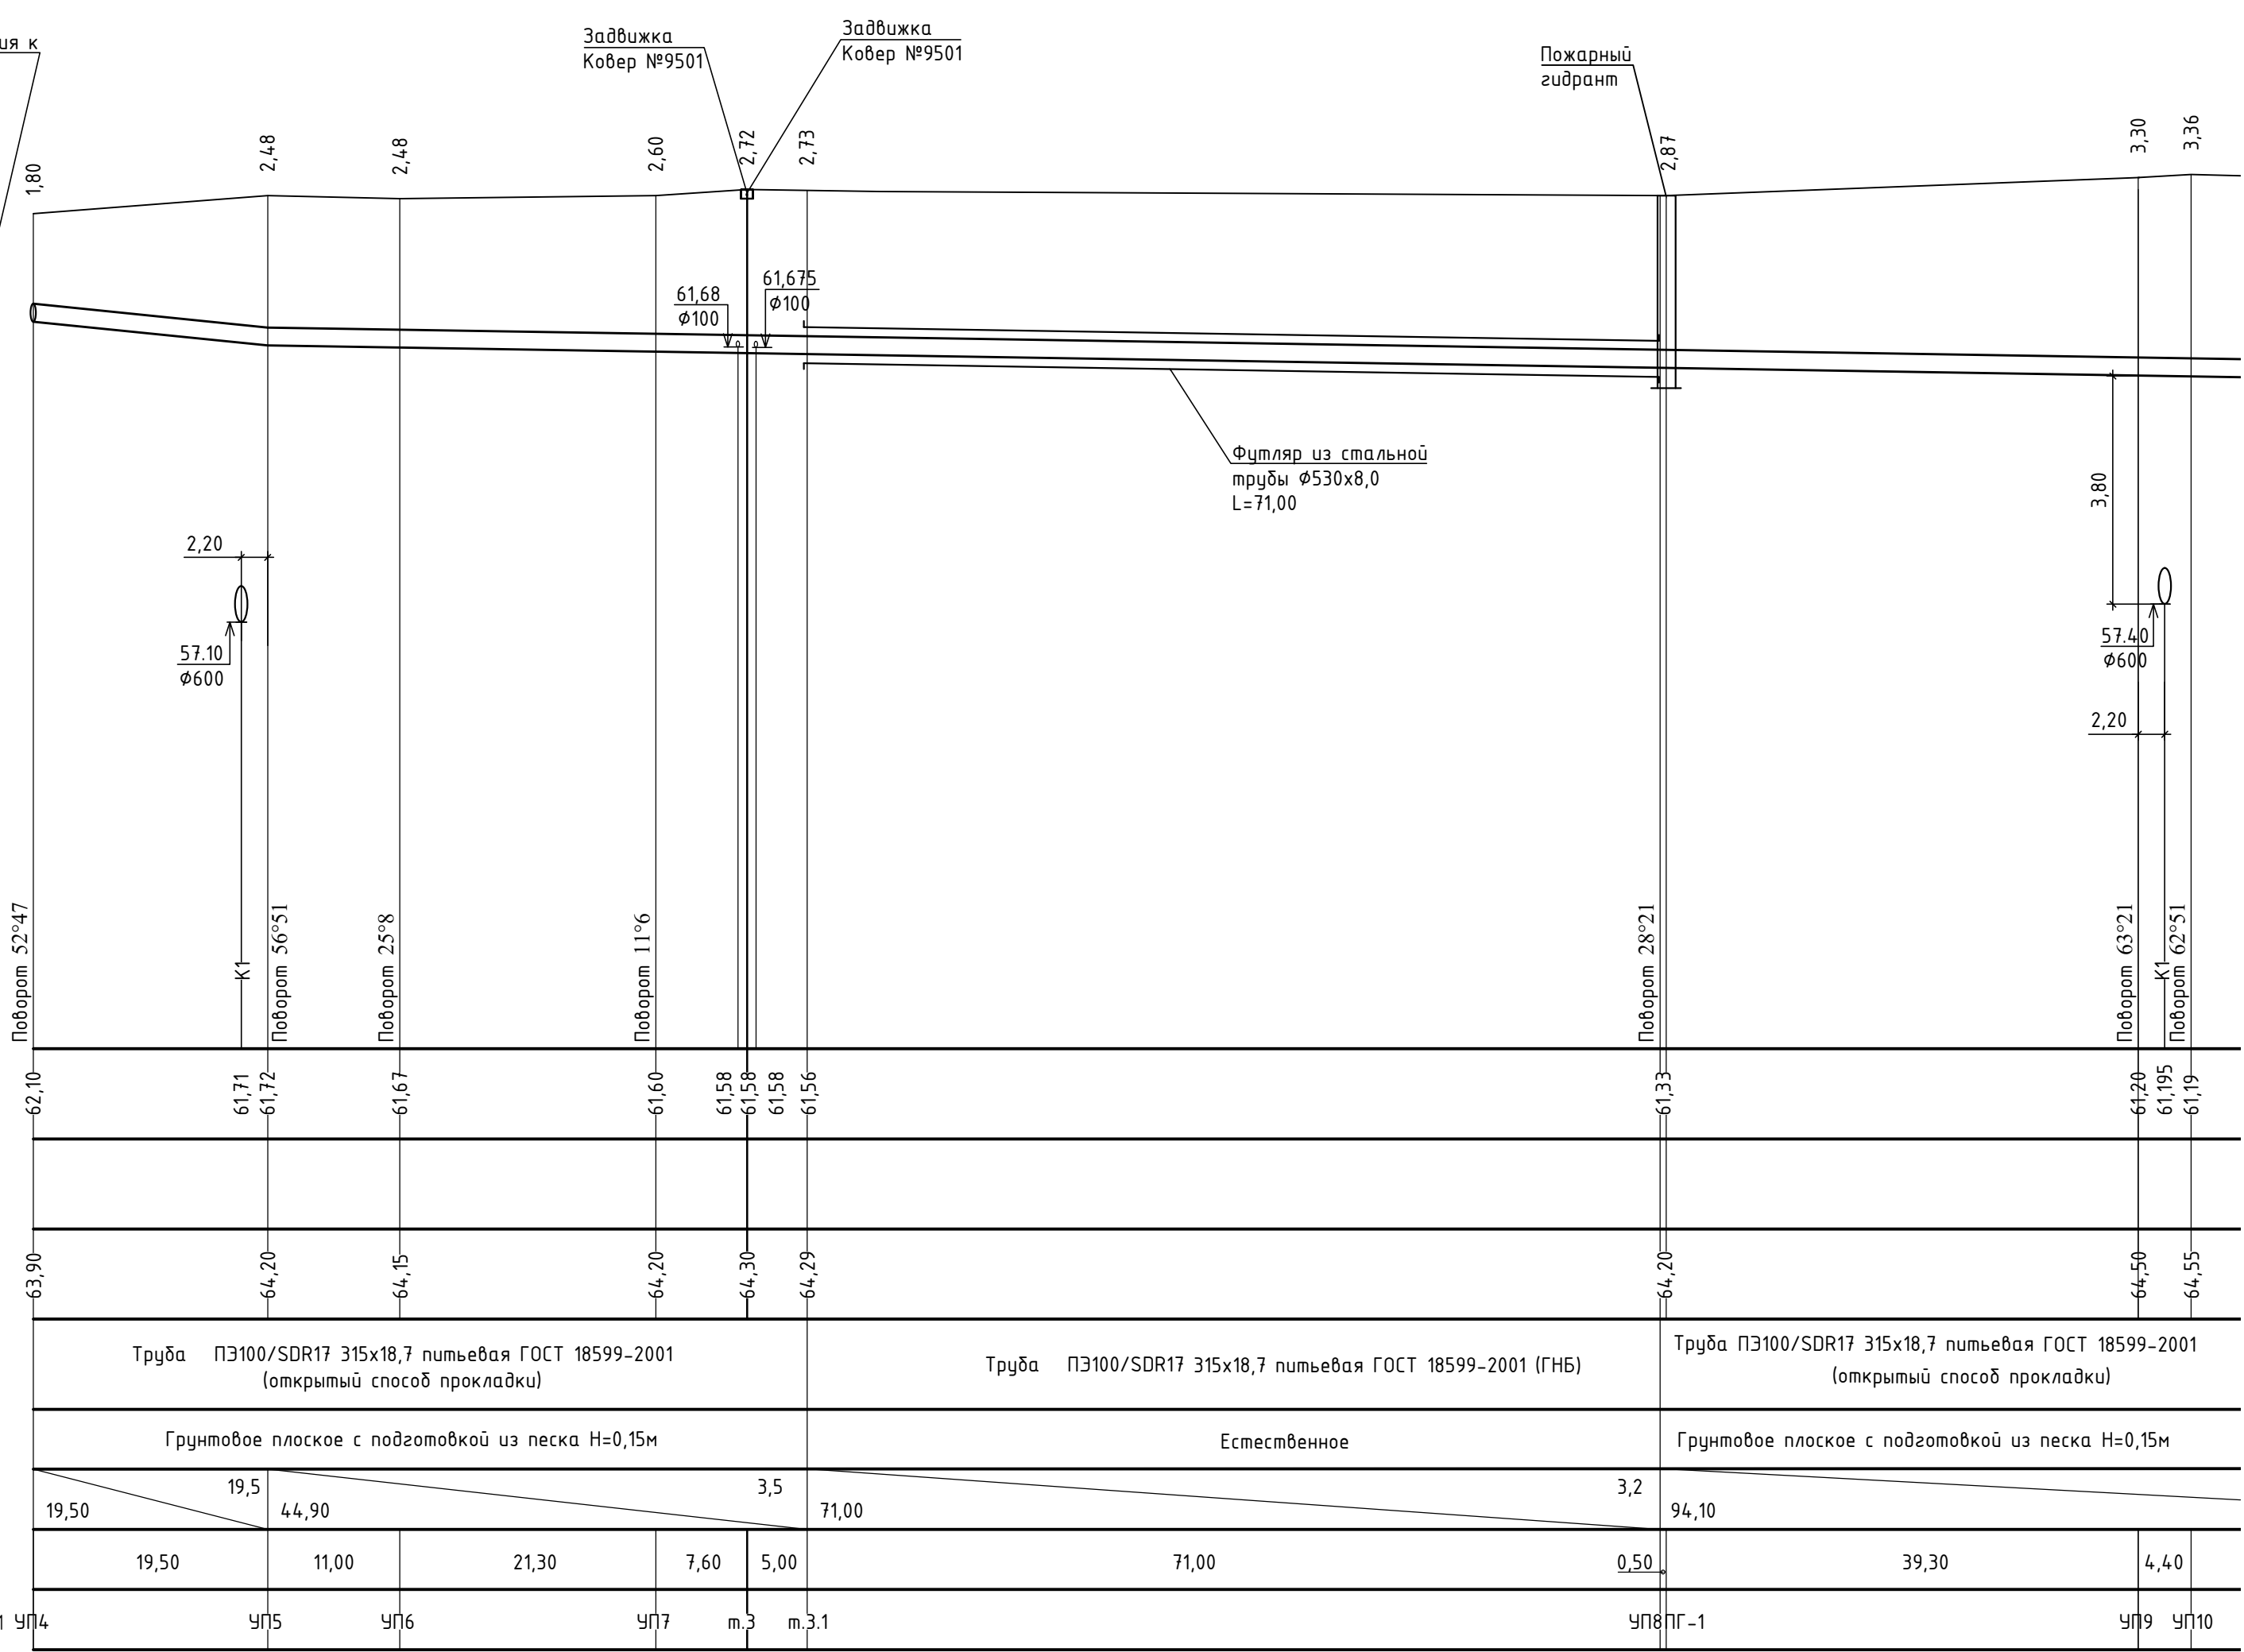 ия к
Задвижка
Ковер №9501
Задвижка
Ковер №9501
Пожарный
гидрант
1,80
2,48
2,48
2,60
2,72
2,73
2,87
3,30
3,36
61,68
Ф100
61,675
Ф100
Футляр из стальной
трубы Ф530х8,0
L=71,00
2,20
57.10
Ф600
3,80
57.40
Ф600
2,20
Поворот 52°47
К1
Поворот 56°51
Поворот 25°8
Поворот 11°6
Поворот 28°21
Поворот 63°21
К1
Поворот 62°51
62,10
61,71
61,72
61,67
61,60
61,58
61,58
61,58
61,56
61,33
61,20
61,195
61,19
63,90
64,20
64,15
64,20
64,30
64,29
64,20
64,50
64,55
Труба ПЭ100/SDR17 315х18,7 питьевая ГОСТ 18599-2001
(открытый способ прокладки)
Труба ПЭ100/SDR17 315х18,7 питьевая ГОСТ 18599-2001 (ГНБ)
Труба ПЭ100/SDR17 315х18,7 питьевая ГОСТ 18599-2001
(открытый способ прокладки)
Грунтовое плоское с подготовкой из песка Н=0,15м
Естественное
Грунтовое плоское с подготовкой из песка Н=0,15м
19,5
19,50
3,5
44,90
3,2
71,00
94,10
19,50
11,00
21,30
7,60
5,00
71,00
0,50
39,30
4,40
УП4
УП5
УП6
УП7
т.3
т.3.1
УП8
ПГ-1
УП9
УП10